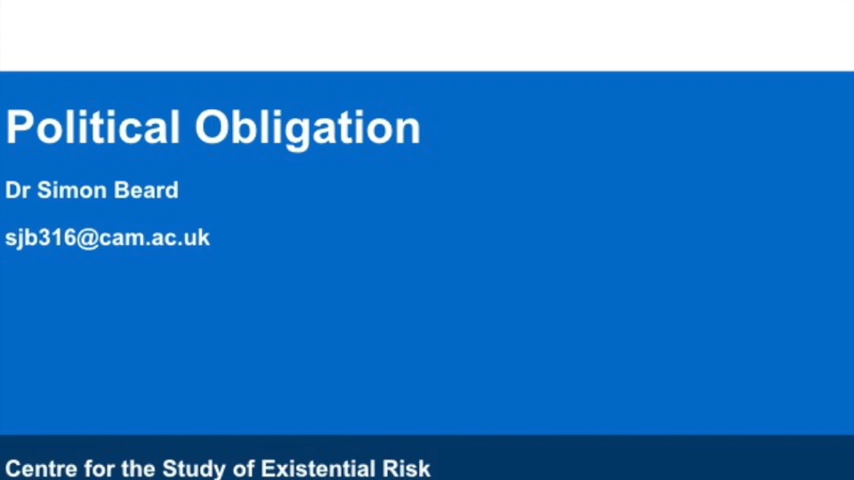 Political Obligation
Dr Simon Beard
sjb316@cam.ac.uk
Centre for the Study of Existential Risk